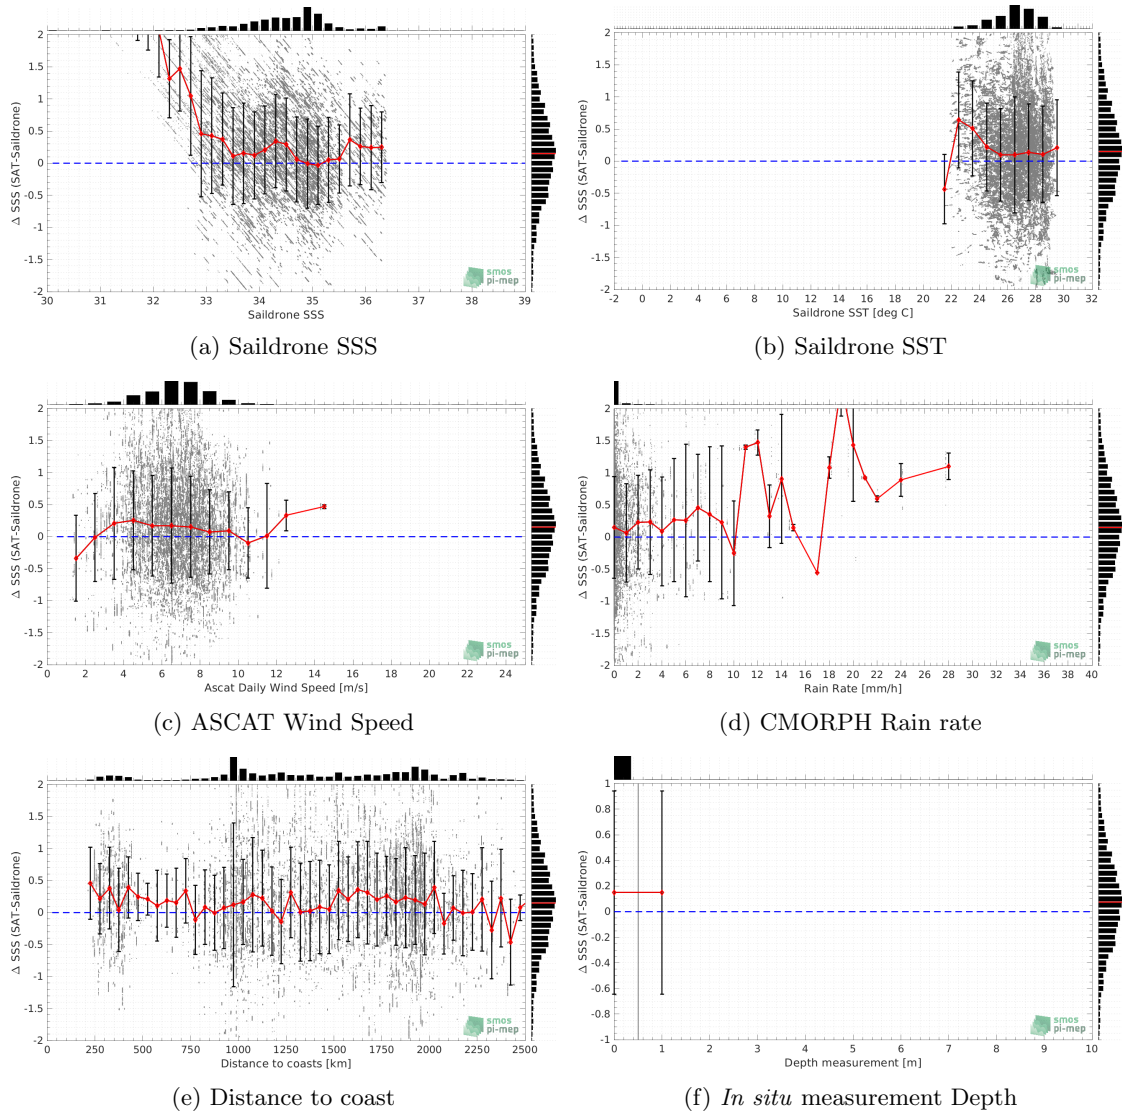 2
1.5
1
0.5
0
-0.5
-1
-1.5
-2
Δ SSS (SAT-Saildrone)
30 31 32 33 34 35 36 37 38 39
Saildrone SSS
smos
pi-mep
(a) Saildrone SSS
2
1.5
1
0.5
0
-0.5
-1
-1.5
-2
Δ SSS (SAT-Saildrone)
-2 0 2 4 6 8 10 12 14 16 18 20 22 24 26 28 30 32
Saildrone SST [deg C]
smos
pi-mep
(b) Saildrone SST
2
1.5
1
0.5
0
-0.5
-1
-1.5
-2
Δ SSS (SAT-Saildrone)
0 2 4 6 8 10 12 14 16 18 20 22 24
Ascat Daily Wind Speed [m/s]
smos
pi-mep
(c) ASCAT Wind Speed
2
1.5
1
0.5
0
-0.5
-1
-1.5
-2
Δ SSS (SAT-Saildrone)
0 2 4 6 8 10 12 14 16 18 20 22 24 26 28 30 32 34 36 38 40
Rain Rate [mm/h]
smos
pi-mep
(d) CMORPH Rain rate
2
1.5
1
0.5
0
-0.5
-1
-1.5
-2
Δ SSS (SAT-Saildrone)
0 250 500 750 1000 1250 1500 1750 2000 2250 2500
Distance to coasts [km]
smos
pi-mep
(e) Distance to coast
1
0.8
0.6
0.4
0.2
0
-0.2
-0.4
-0.6
-0.8
-1
Δ SSS (SAT-Saildrone)
0 1 2 3 4 5 6 7 8 9 10
Depth measurement [m]
smos
pi-mep
(f) In situ measurement Depth